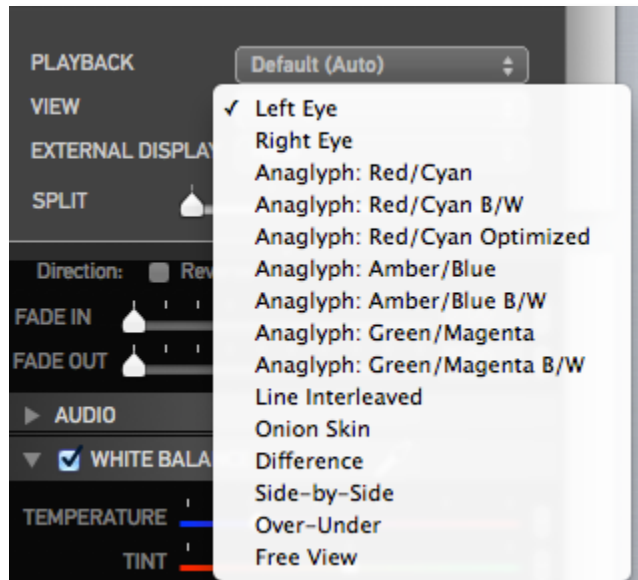 PLAYBACK Default (Auto)
VIEW ✓ Left Eye
Right Eye
EXTERNAL DISPLAY
Anaglyph: Red/Cyan
SPLIT Anaglyph: Red/Cyan B/W
Anaglyph: Red/Cyan Optimized
Direction: Anaglyph: Amber/Blue
FADE IN Anaglyph: Amber/Blue B/W
Anaglyph: Green/Magenta
FADE OUT Anaglyph: Green/Magenta B/W
Line Interleaved
AUDIO
Onion Skin
WHITE BALA Difference
Side-by-Side
TEMPERATURE Over-Under
TINT Free View